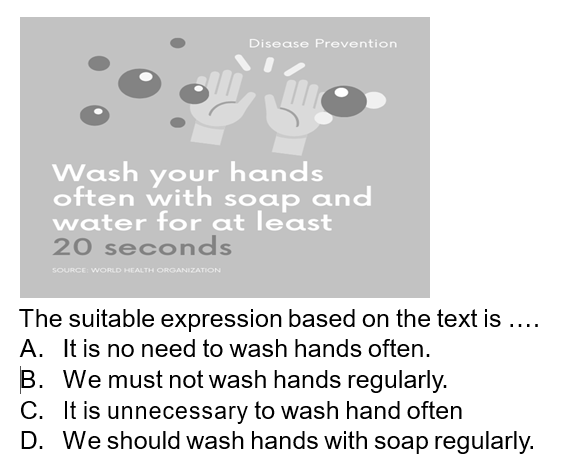 Disease Prevention
Wash your hands
often with soap and
water for at least
20 seconds
SOURCE: WORLD HEALTH ORGANIZATION
The suitable expression based on the text is ....
A. It is no need to wash hands often.
B. We must not wash hands regularly.
C. It is unnecessary to wash hand often
D. We should wash hands with soap regularly.